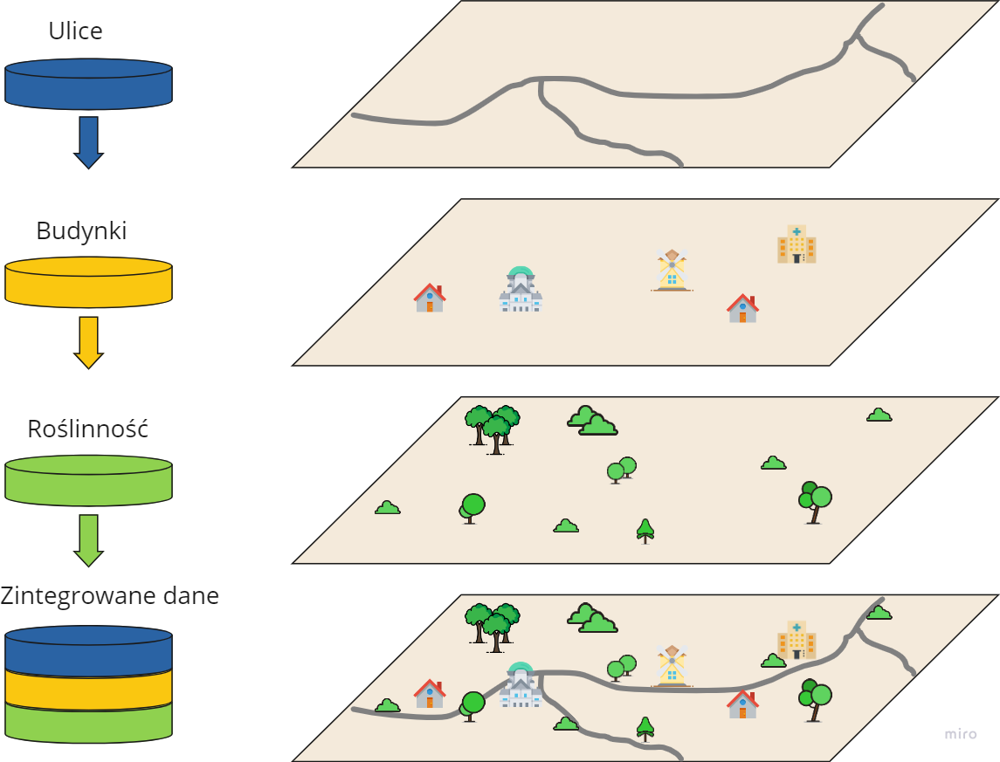 Ulice
Budynki
Roślinność
Zintegrowane dane
miro